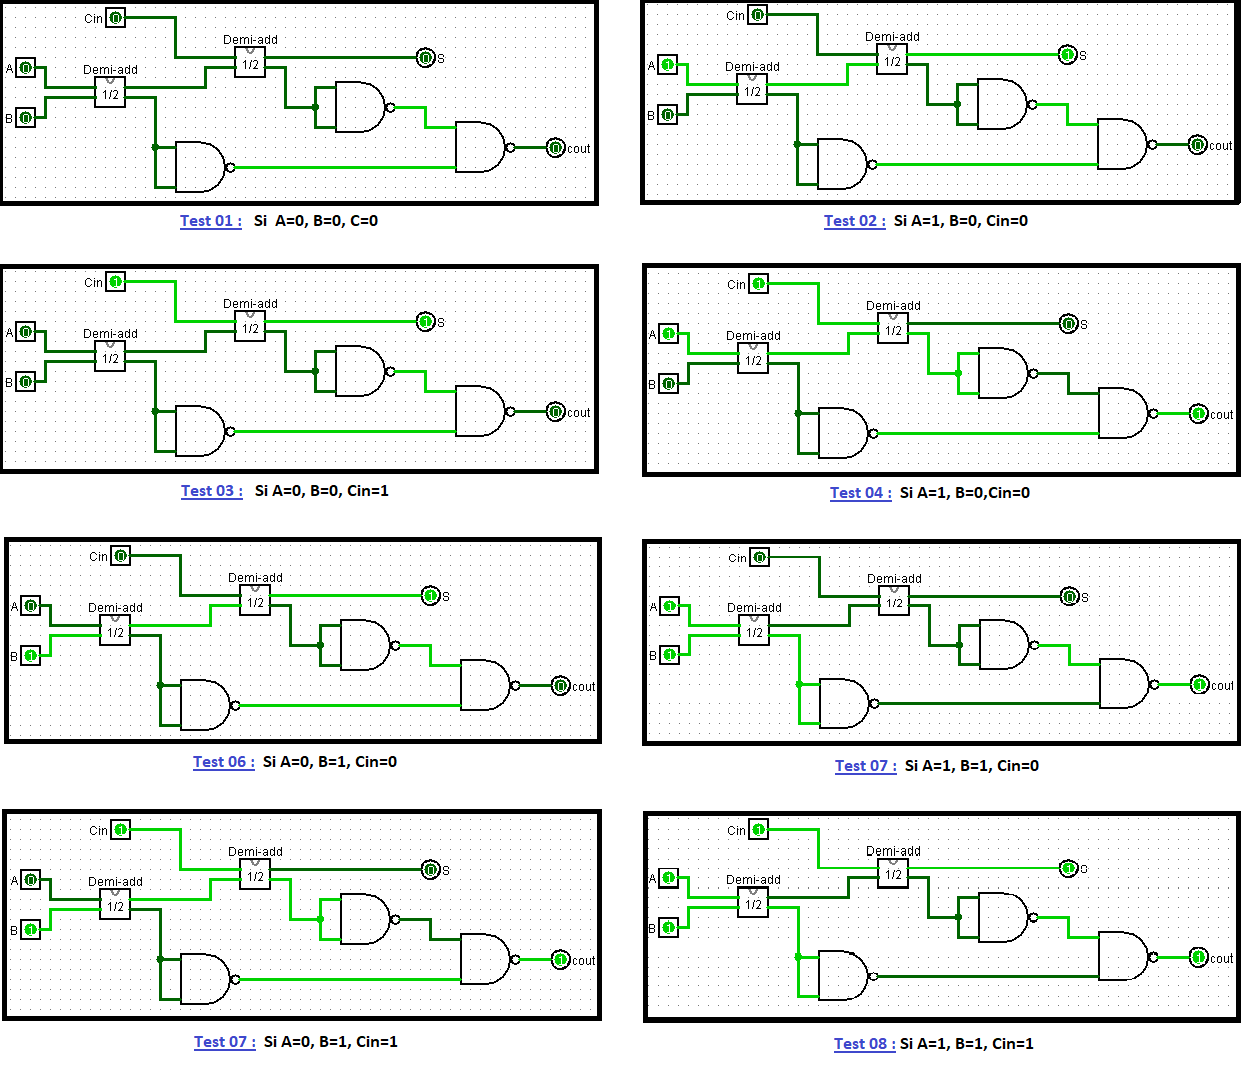 Cin 0
Demi-add
1/2
0 S
A 0
Demi-add
1/2
B 0
0 cout
Test 01 : Si A=0, B=0, C=0
Cin 0
Demi-add
1/2
1 S
A 1
Demi-add
1/2
B 0
0 cout
Test 02 : Si A=1, B=0, Cin=0
Cin 1
Demi-add
1/2
1 S
A 0
Demi-add
1/2
B 0
0 cout
Test 03 : Si A=0, B=0, Cin=1
Cin 1
Demi-add
1/2
0 S
A 1
Demi-add
1/2
B 0
1 cout
Test 04 : Si A=1, B=0,Cin=0
Cin 0
Demi-add
1/2
1 S
A 0
Demi-add
1/2
B 1
0 cout
Test 06 : Si A=0, B=1, Cin=0
Cin 0
Demi-add
1/2
0 S
A 1
Demi-add
1/2
B 1
1 cout
Test 07 : Si A=1, B=1, Cin=0
Cin 1
Demi-add
1/2
0 S
A 0
Demi-add
1/2
B 1
1 cout
Test 07 : Si A=0, B=1, Cin=1
Cin 1
Demi-add
1/2
1 S
A 1
Demi-add
1/2
B 1
1 cout
Test 08 : Si A=1, B=1, Cin=1